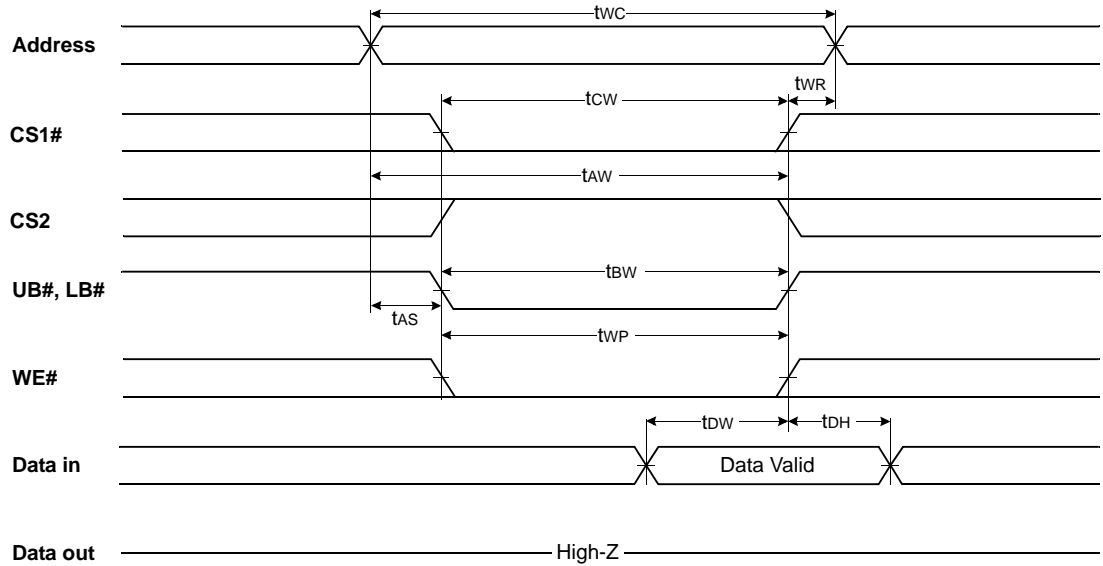 tWC
Address
tWR
tCW
CS1#
tAW
CS2
tBW
UB#, LB#
tAS
tWP
WE#
tDW
tDH
Data in
Data Valid
Data out
High-Z